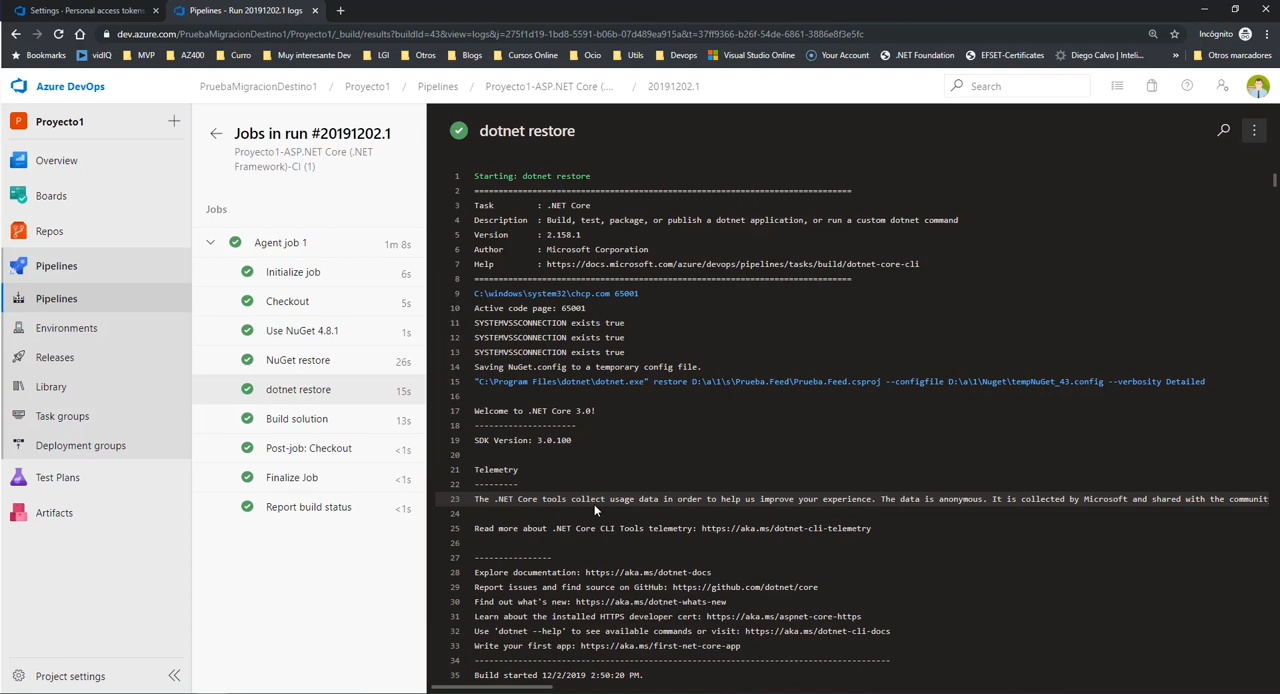 Settings - Personal access tokens
Pipelines - Run 20191202.1 logs
dev.azure.com/PruebaMigracionDestino1/Proyecto1/_build/results?buildId=43&view=logs&j=275f1d19-1bd8-5591-b06b-07d489ea915a&t=37ff9366-b26f-54de-6861-3886e8f3e5fc
Incógnito
Bookmarks vidIQ MVP AZ400 Curro Muy interesante Dev LGI Otros Blogs Cursos Online Ocio Utils Devops Visual Studio Online Your Account .NET Foundation EFSET-Certificates Diego Calvo | Inteli... » Otros marcadores
Azure DevOps
PruebaMigracionDestino1 / Proyecto1 / Pipelines / Proyecto1-ASP.NET Core (.... / 20191202.1
Search
P Proyecto1
Overview
Boards
Repos
Pipelines
Pipelines
Environments
Releases
Library
Task groups
Deployment groups
Test Plans
Artifacts
Project settings
Jobs in run #20191202.1
Proyecto1-ASP.NET Core (.NET
Framework)-CI (1)
Jobs
Agent job 1 1m 8s
Initialize job 6s
Checkout 5s
Use NuGet 4.8.1 1s
NuGet restore 26s
dotnet restore 15s
Build solution 13s
Post-job: Checkout <1s
Finalize Job <1s
Report build status <1s
dotnet restore
1 Starting: dotnet restore
2 ==============================================================================
3 Task : .NET Core
4 Description : Build, test, package, or publish a dotnet application, or run a custom dotnet command
5 Version : 2.158.1
6 Author : Microsoft Corporation
7 Help : https://docs.microsoft.com/azure/devops/pipelines/tasks/build/dotnet-core-cli
8 ==============================================================================
9 C:\windows\system32\chcp.com 65001
10 Active code page: 65001
11 SYSTEMVSSCONNECTION exists true
12 SYSTEMVSSCONNECTION exists true
13 SYSTEMVSSCONNECTION exists true
14 Saving NuGet.config to a temporary config file.
15 "C:\Program Files\dotnet\dotnet.exe" restore D:\a\1\s\Prueba.Feed\Prueba.Feed.csproj --configfile D:\a\1\Nuget\tempNuGet_43.config --verbosity Detailed
16
17 Welcome to .NET Core 3.0!
18 ---------------------
19 SDK Version: 3.0.100
20
21 Telemetry
22 ---------
23 The .NET Core tools collect usage data in order to help us improve your experience. The data is anonymous. It is collected by Microsoft and shared with the communit
24
25 Read more about .NET Core CLI Tools telemetry: https://aka.ms/dotnet-cli-telemetry
26
27 ----------------
28 Explore documentation: https://aka.ms/dotnet-docs
29 Report issues and find source on GitHub: https://github.com/dotnet/core
30 Find out what's new: https://aka.ms/dotnet-whats-new
31 Learn about the installed HTTPS developer cert: https://aka.ms/aspnet-core-https
32 Use 'dotnet --help' to see available commands or visit: https://aka.ms/dotnet-cli-docs
33 Write your first app: https://aka.ms/first-net-core-app
34 --------------------------------------------------------------------------------------
35 Build started 12/2/2019 2:50:20 PM.